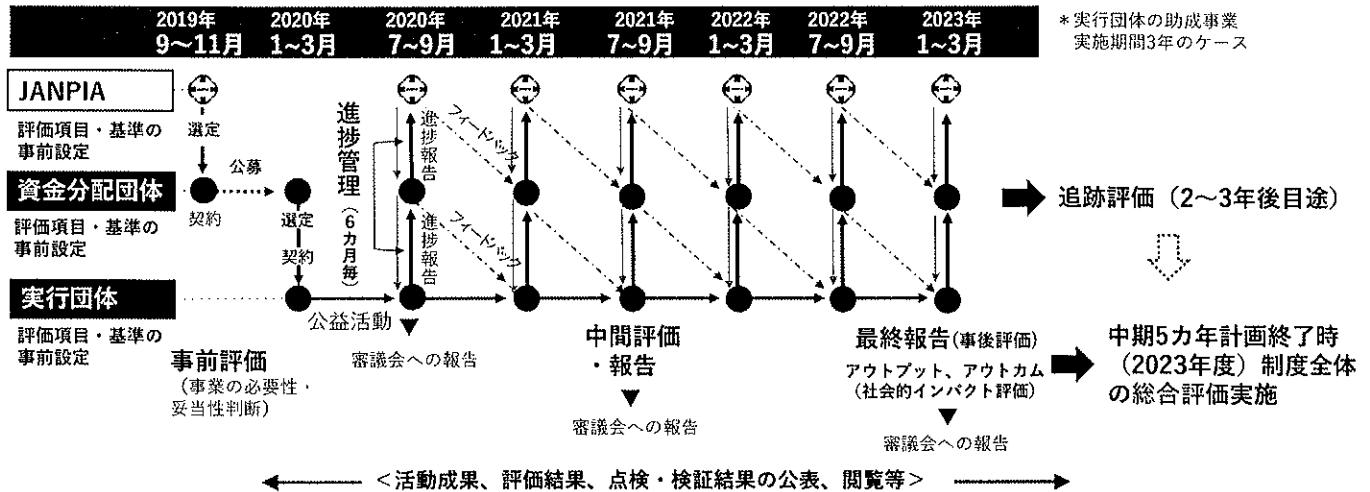 2019年 2020年 2020年 2021年 2021年 2022年 2022年 2023年
9～11月 1~3月 7~9月 1~3月 7~9月 1~3月 7~9月 1~3月
＊実行団体の助成事業
実施期間3年のケース
JANPIA
評価項目・基準の
事前設定
選定
公募
資金分配団体
契約
評価項目・基準の
事前設定
選定
契約
進捗管理（6カ月毎）
進捗報告
フィードバック
進捗報告
フィードバック
追跡評価（2～3年後目途）
実行団体
評価項目・基準の
事前設定
公益活動
事前評価
（事業の必要性・
妥当性判断）
審議会への報告
中間評価
・報告
審議会への報告
最終報告(事後評価)
アウトプット、アウトカム
（社会的インパクト評価）
審議会への報告
中期5カ年計画終了時
（2023年度）制度全体
の総合評価実施
＜活動成果、評価結果、点検・検証結果の公表、閲覧等＞